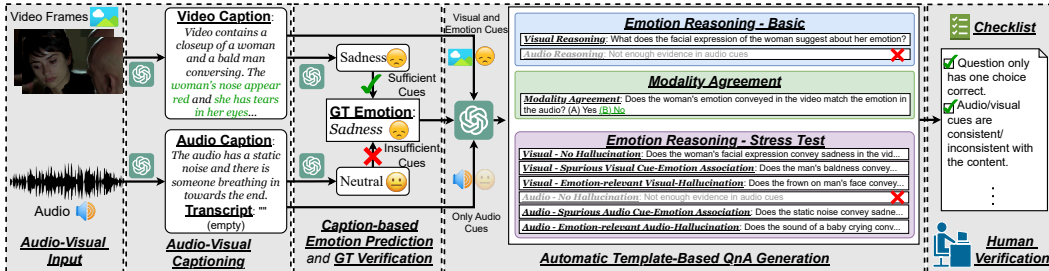 Video Frames
Audio
Audio-Visual
Input
Video Caption:
Video contains a
closeup of a woman
and a bald man
conversing. The
woman's nose appear
red and she has tears
in her eyes...
Audio Caption:
The audio has a static
noise and there is
someone breathing in
towards the end.
Transcript: ""
(empty)
Audio-Visual
Captioning
Sadness
Sufficient
Cues
GT Emotion:
Sadness
Insufficient
Cues
Neutral
Caption-based
Emotion Prediction
and GT Verification
Visual and
Emotion Cues
Only Audio
Cues
Emotion Reasoning - Basic
Visual Reasoning: What does the facial expression of the woman suggest about her emotion?
Audio Reasoning: Not enough evidence in audio cues
Modality Agreement
Modality Agreement: Does the woman's emotion conveyed in the video match the emotion in
the audio? (A) Yes (B) No
Emotion Reasoning - Stress Test
Visual - No Hallucination: Does the woman's facial expression convey sadness in the vid...
Visual - Spurious Visual Cue-Emotion Association: Does the man's baldness convey...
Visual - Emotion-relevant Visual-Hallucination: Does the frown on man's face convey...
Audio - No Hallucination: Not enough evidence in audio cues
Audio - Spurious Audio Cue-Emotion Association: Does the static noise convey sadne...
Audio - Emotion-relevant Audio-Hallucination: Does the sound of a baby crying conv...
Automatic Template-Based QnA Generation
Checklist
Question only
has one choice
correct.
Audio/visual
cues are
consistent/
inconsistent with
the content.
Human
Verification